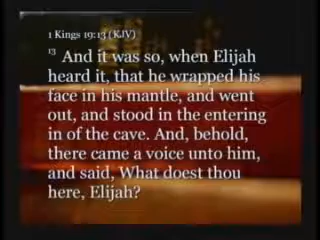 1 Kings 19:13 (KJV)
13 And it was so, when Elijah
heard it, that he wrapped his
face in his mantle, and went
out, and stood in the entering
in of the cave. And, behold,
there came a voice unto him,
and said, What doest thou
here, Elijah?